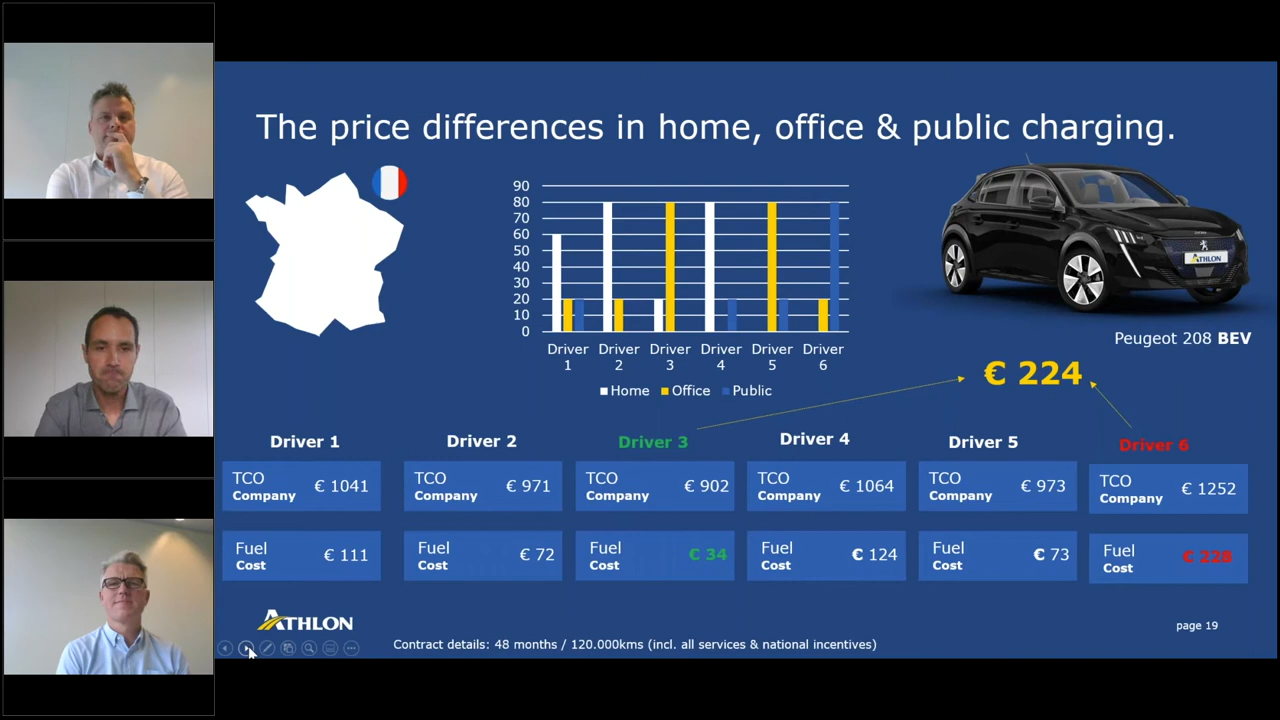 The price differences in home, office & public charging.
90
80
70
60
50
40
30
20
10
0
Driver 1
Driver 2
Driver 3
Driver 4
Driver 5
Driver 6
Home Office Public
ATHLON
Peugeot 208 BEV
€ 224
Driver 1
Driver 2
Driver 3
Driver 4
Driver 5
Driver 6
TCO Company € 1041
TCO Company € 971
TCO Company € 902
TCO Company € 1064
TCO Company € 973
TCO Company € 1252
Fuel Cost € 111
Fuel Cost € 72
Fuel Cost € 34
Fuel Cost € 124
Fuel Cost € 73
Fuel Cost € 228
ATHLON
Contract details: 48 months / 120.000kms (incl. all services & national incentives)
page 19